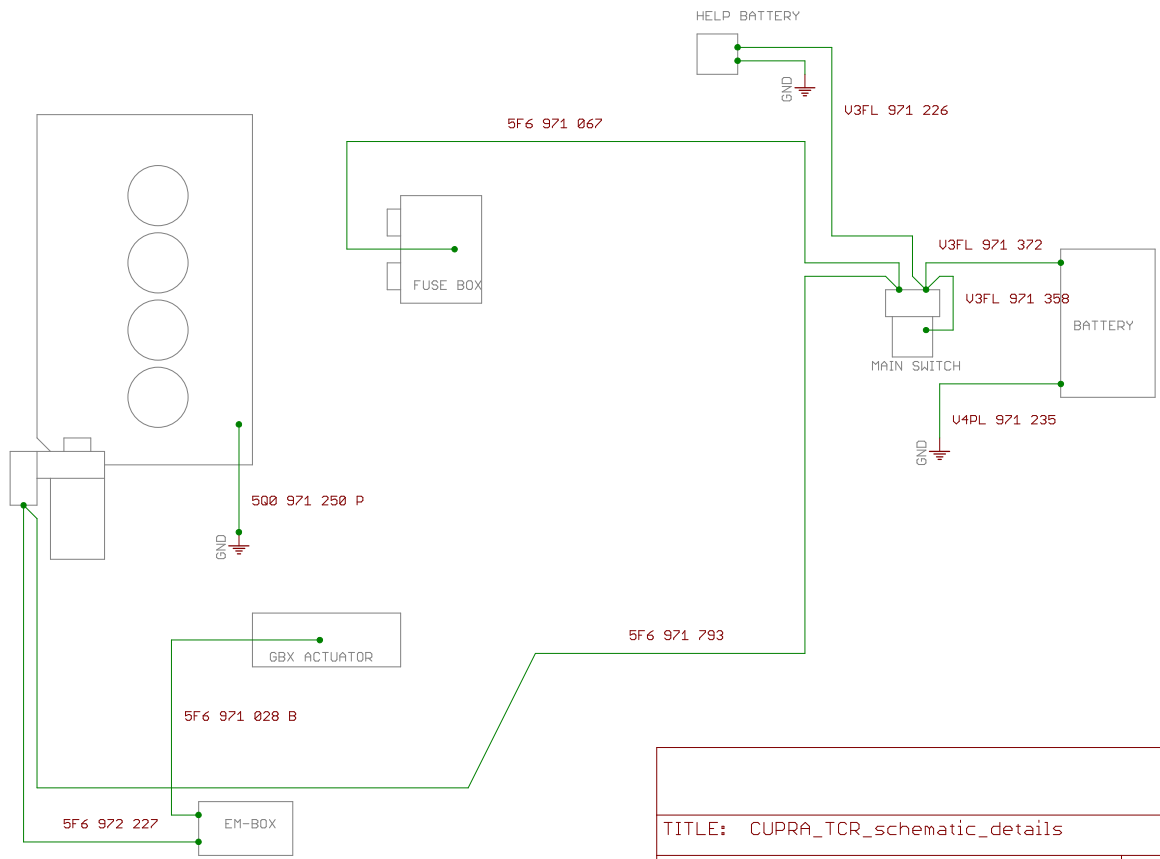 HELP BATTERY
GND
V3FL 971 226
5F6 971 067
V3FL 971 372
FUSE BOX
V3FL 971 358
BATTERY
MAIN SWITCH
V4PL 971 235
GND
5Q0 971 250 P
GND
5F6 971 793
GBX ACTUATOR
5F6 971 028 B
5F6 972 227
EM-BOX
TITLE: CUPRA_TCR_schematic_details